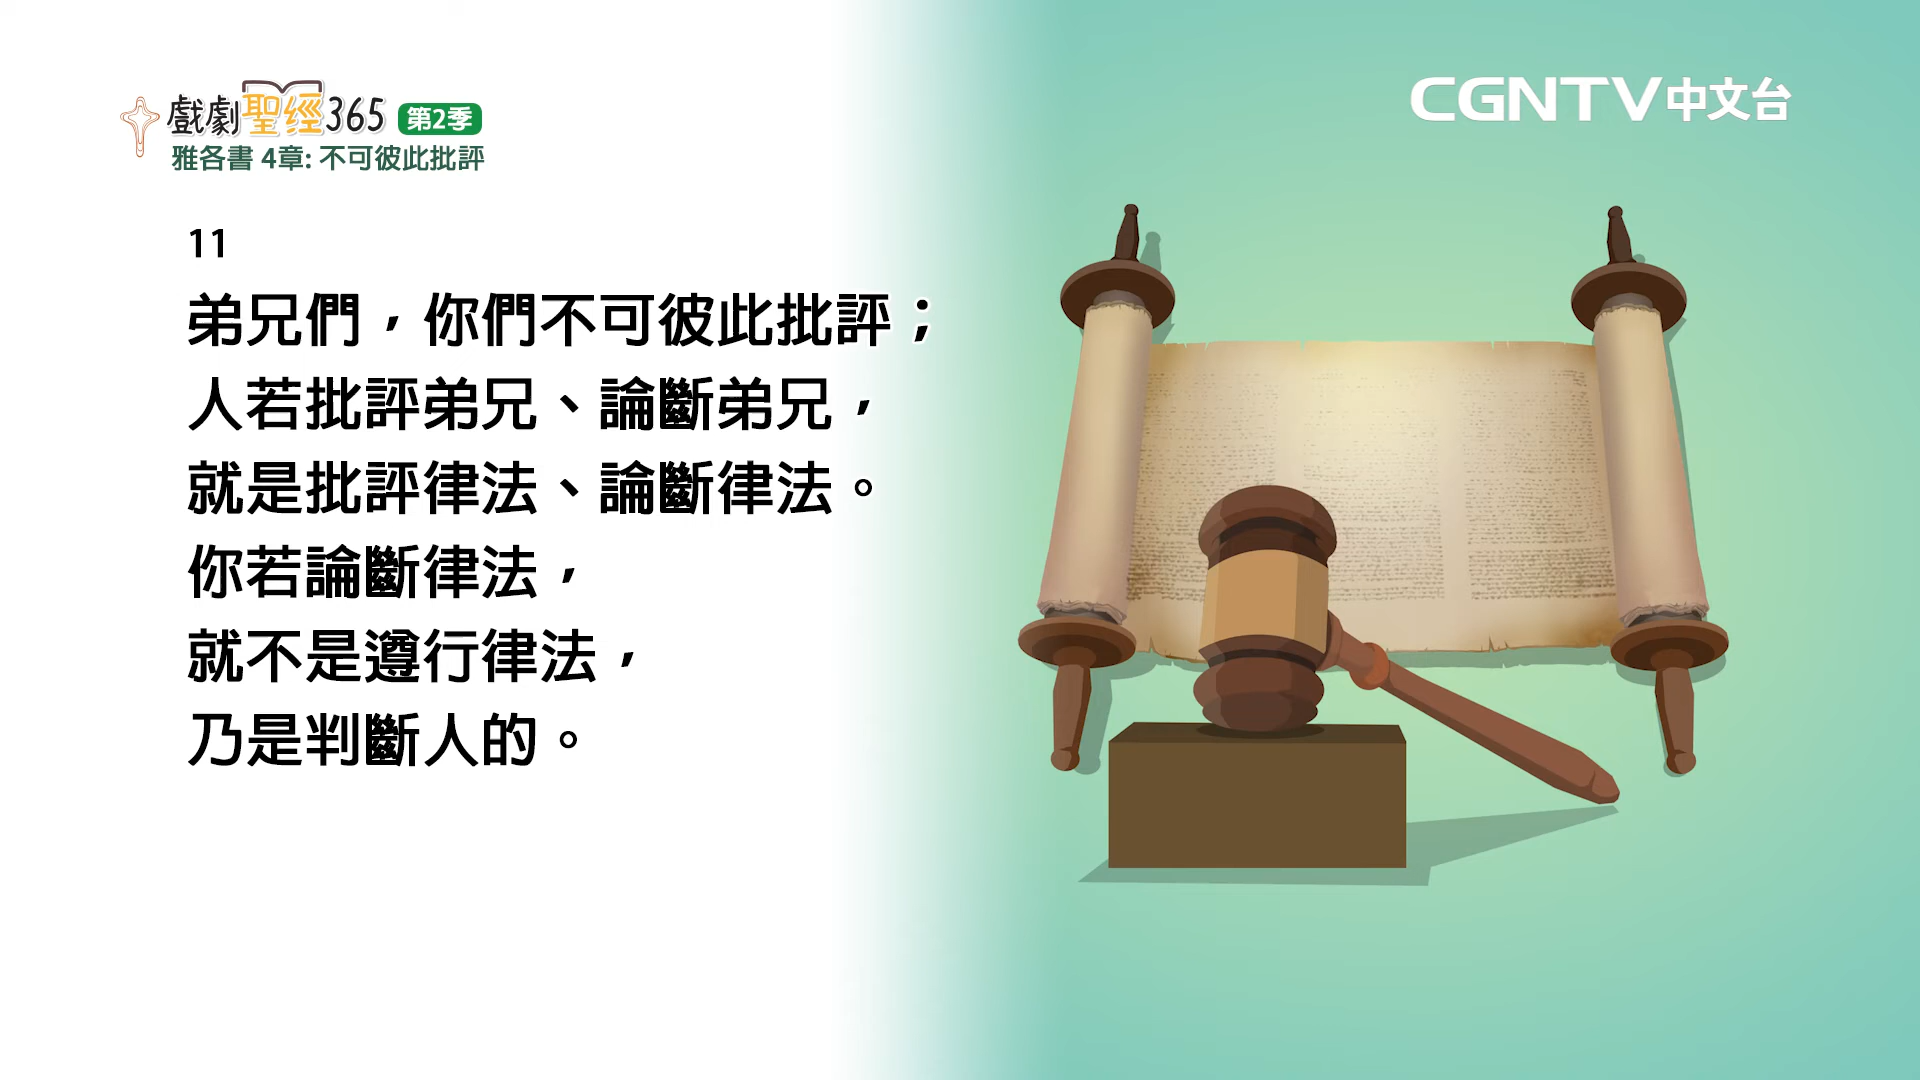 戲劇聖經365 第2季
雅各書 4章: 不可彼此批評
CGNTV中文台
11
弟兄們，你們不可彼此批評；
人若批評弟兄、論斷弟兄，
就是批評律法、論斷律法。
你若論斷律法，
就不是遵行律法，
乃是判斷人的。